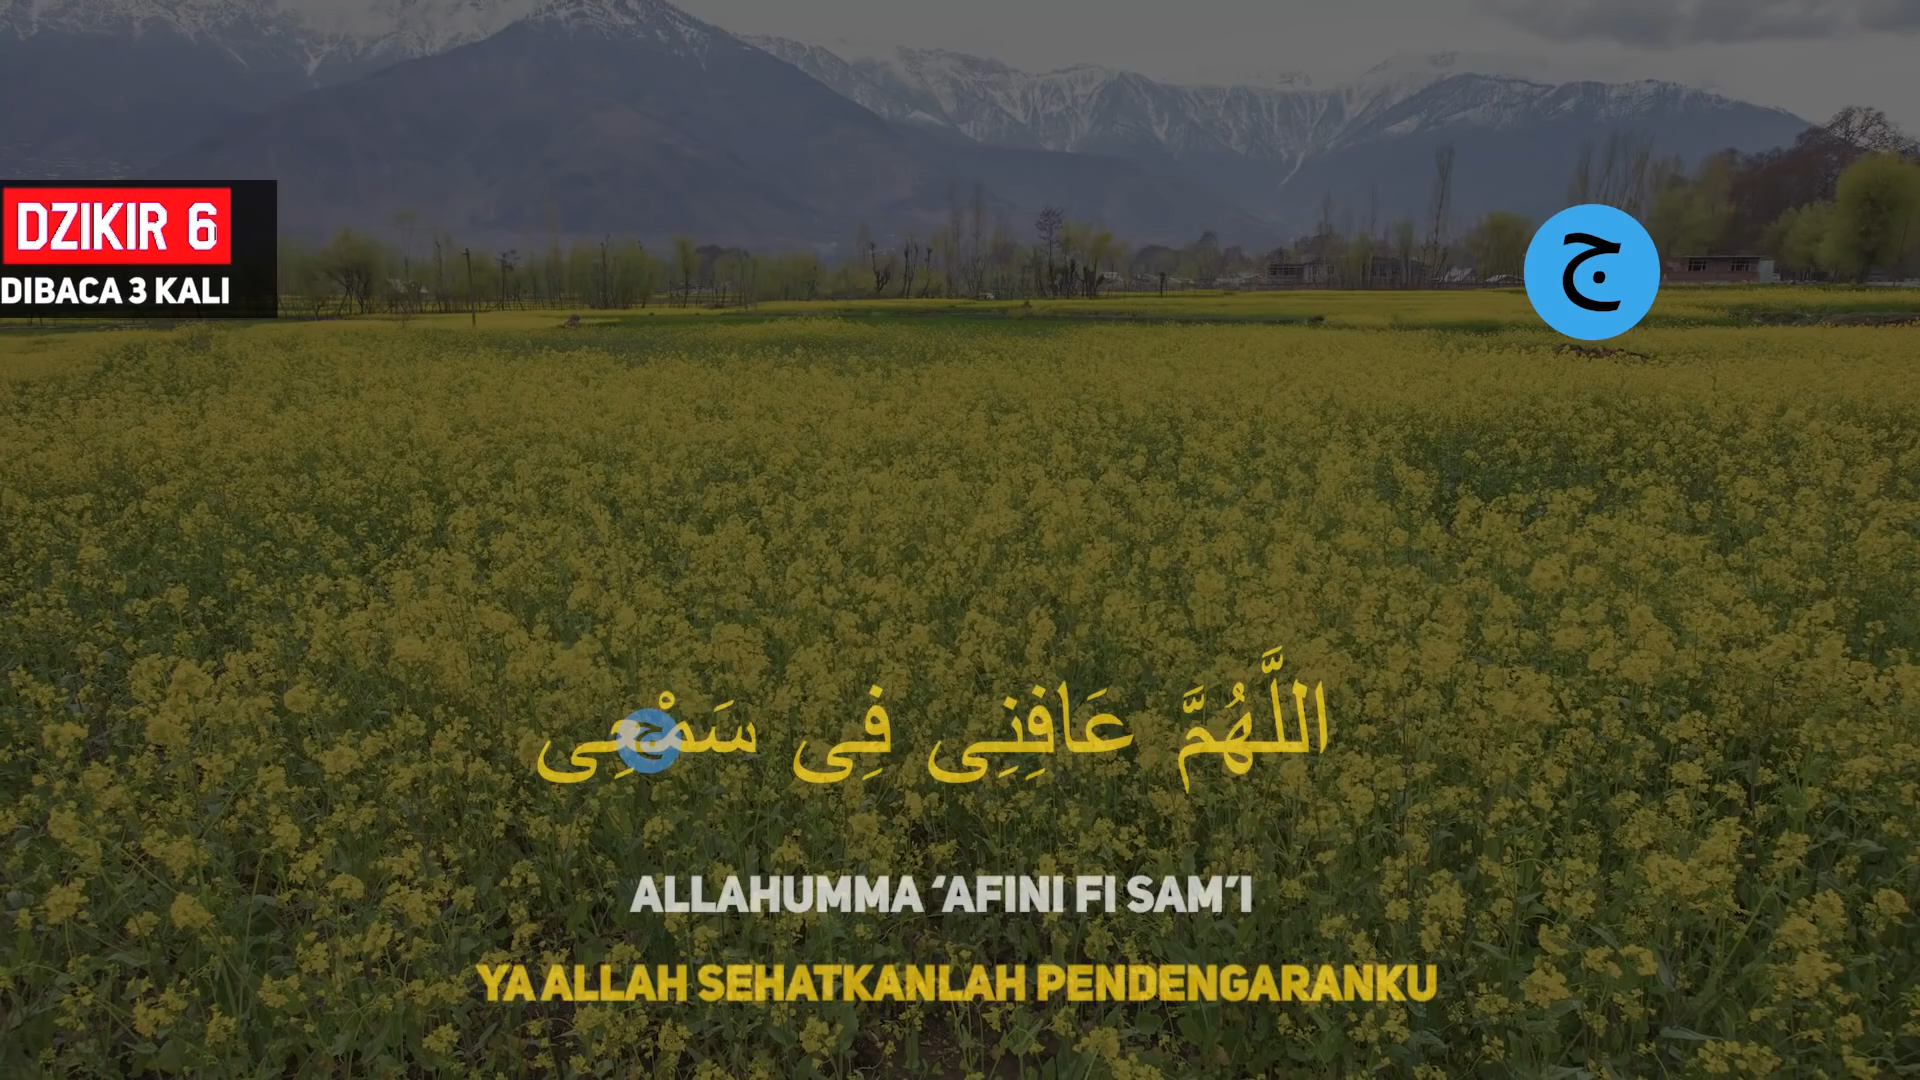 DZIKIR 6
DIBACA 3 KALI
ج
اللَّهُمَّ عَافِنِى فِى سَمْعِى
ج
ALLAHUMMA ‘AFINI FI SAM’I
YA ALLAH SEHATKANLAH PENDENGARANKU